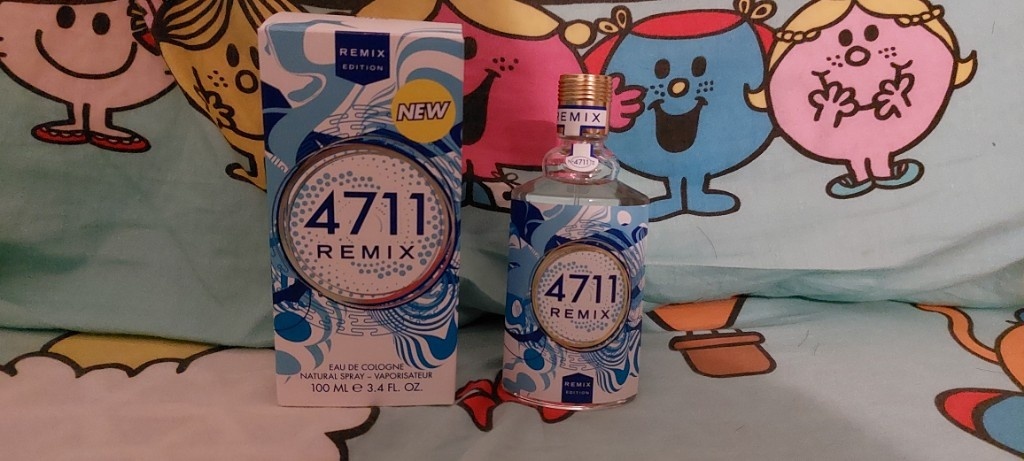 REMIX
EDITION
NEW
4711
REMIX
EAU DE COLOGNE
NATURAL SPRAY – VAPORISATEUR
100 ML ℮ 3.4 FL. OZ.
EMIX
4711
4711
REMIX
REMIX
EDITION